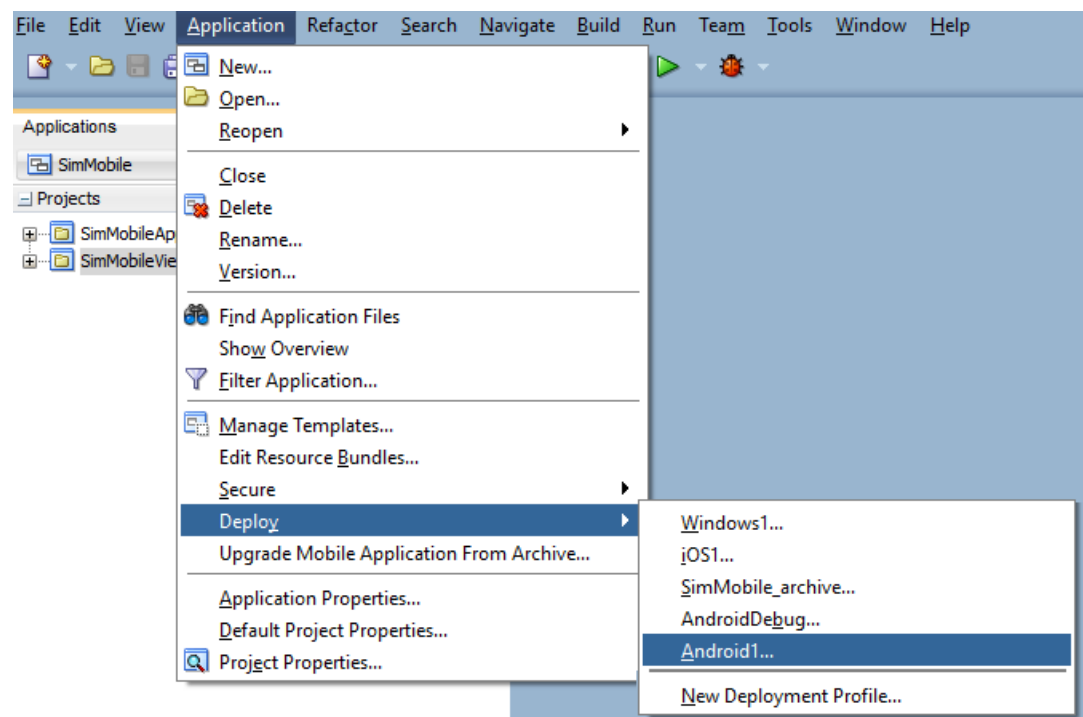 File Edit View Application Refactor Search Navigate Build Run Team Tools Window Help
Applications
SimMobile
Projects
SimMobileAp
SimMobileVie
New...
Open...
Reopen
Close
Delete
Rename...
Version...
Find Application Files
Show Overview
Filter Application...
Manage Templates...
Edit Resource Bundles...
Secure
Deploy
Upgrade Mobile Application From Archive...
Application Properties...
Default Project Properties...
Project Properties...
Windows1...
iOS1...
SimMobile_archive...
AndroidDebug...
Android1...
New Deployment Profile...